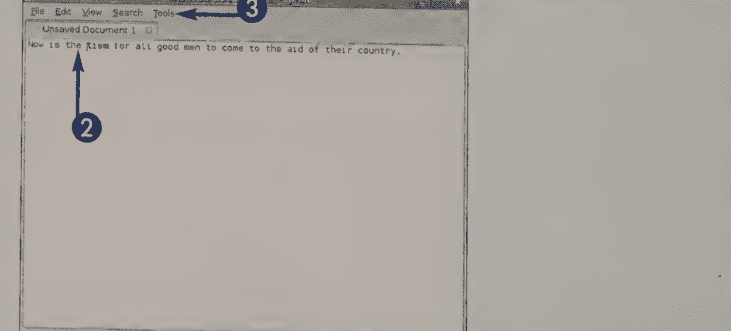 3
File Edit View Search Tools
Unsaved Document 1
Now is the tiem for all good men to come to the aid of their country.
2